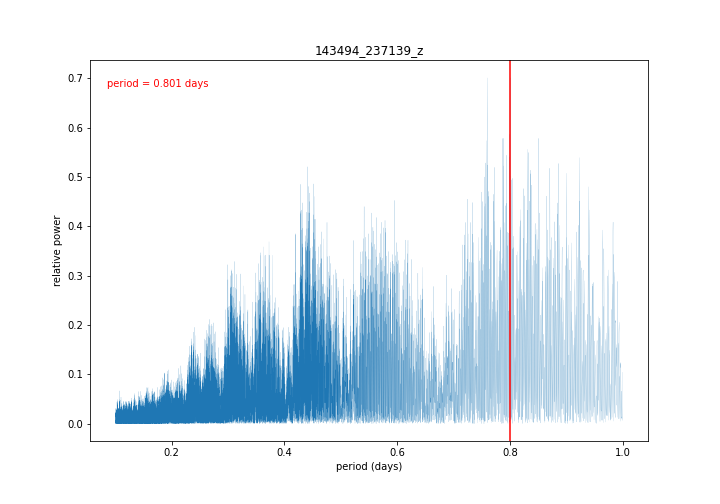 143494_237139_z
period = 0.801 days
relative power
0.7
0.6
0.5
0.4
0.3
0.2
0.1
0.0
0.2 0.4 0.6 0.8 1.0
period (days)